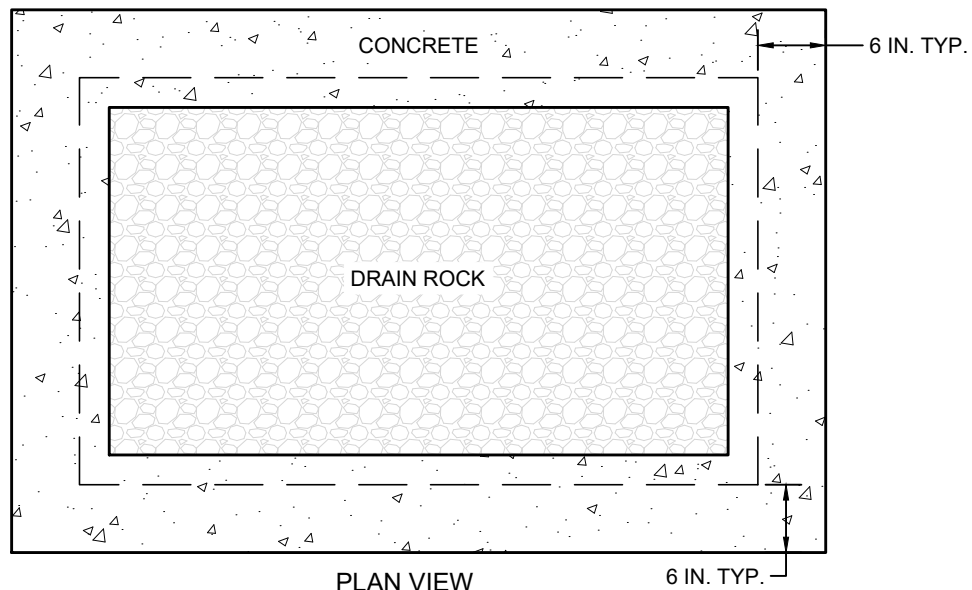 CONCRETE
6 IN. TYP.
DRAIN ROCK
6 IN. TYP.
PLAN VIEW